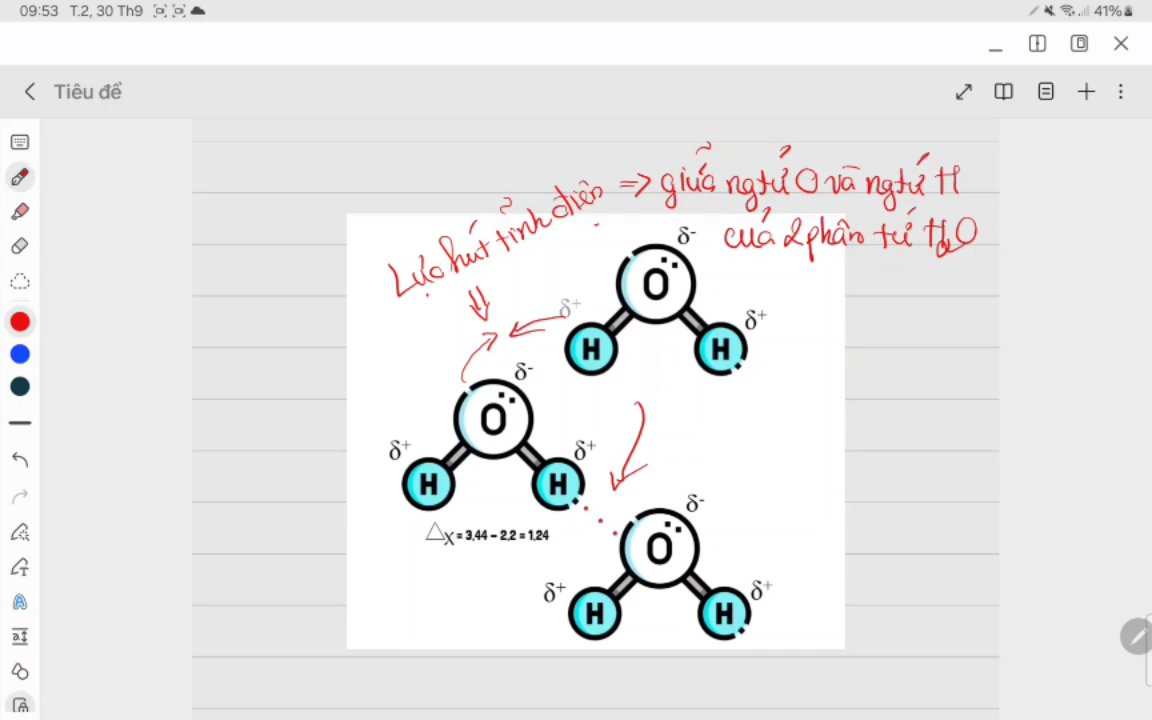 09:53 T.2, 30 Th9
41%
Tiêu đề
Lực hút tĩnh điện => giữa ngtử O và ngtử H
của 2 phân tử H₂O
δ-
O
δ+
δ+
H
H
δ-
O
δ+
δ+
H
H
△X = 3,44 – 2,2 = 1,24
δ-
O
δ+
δ+
H
H